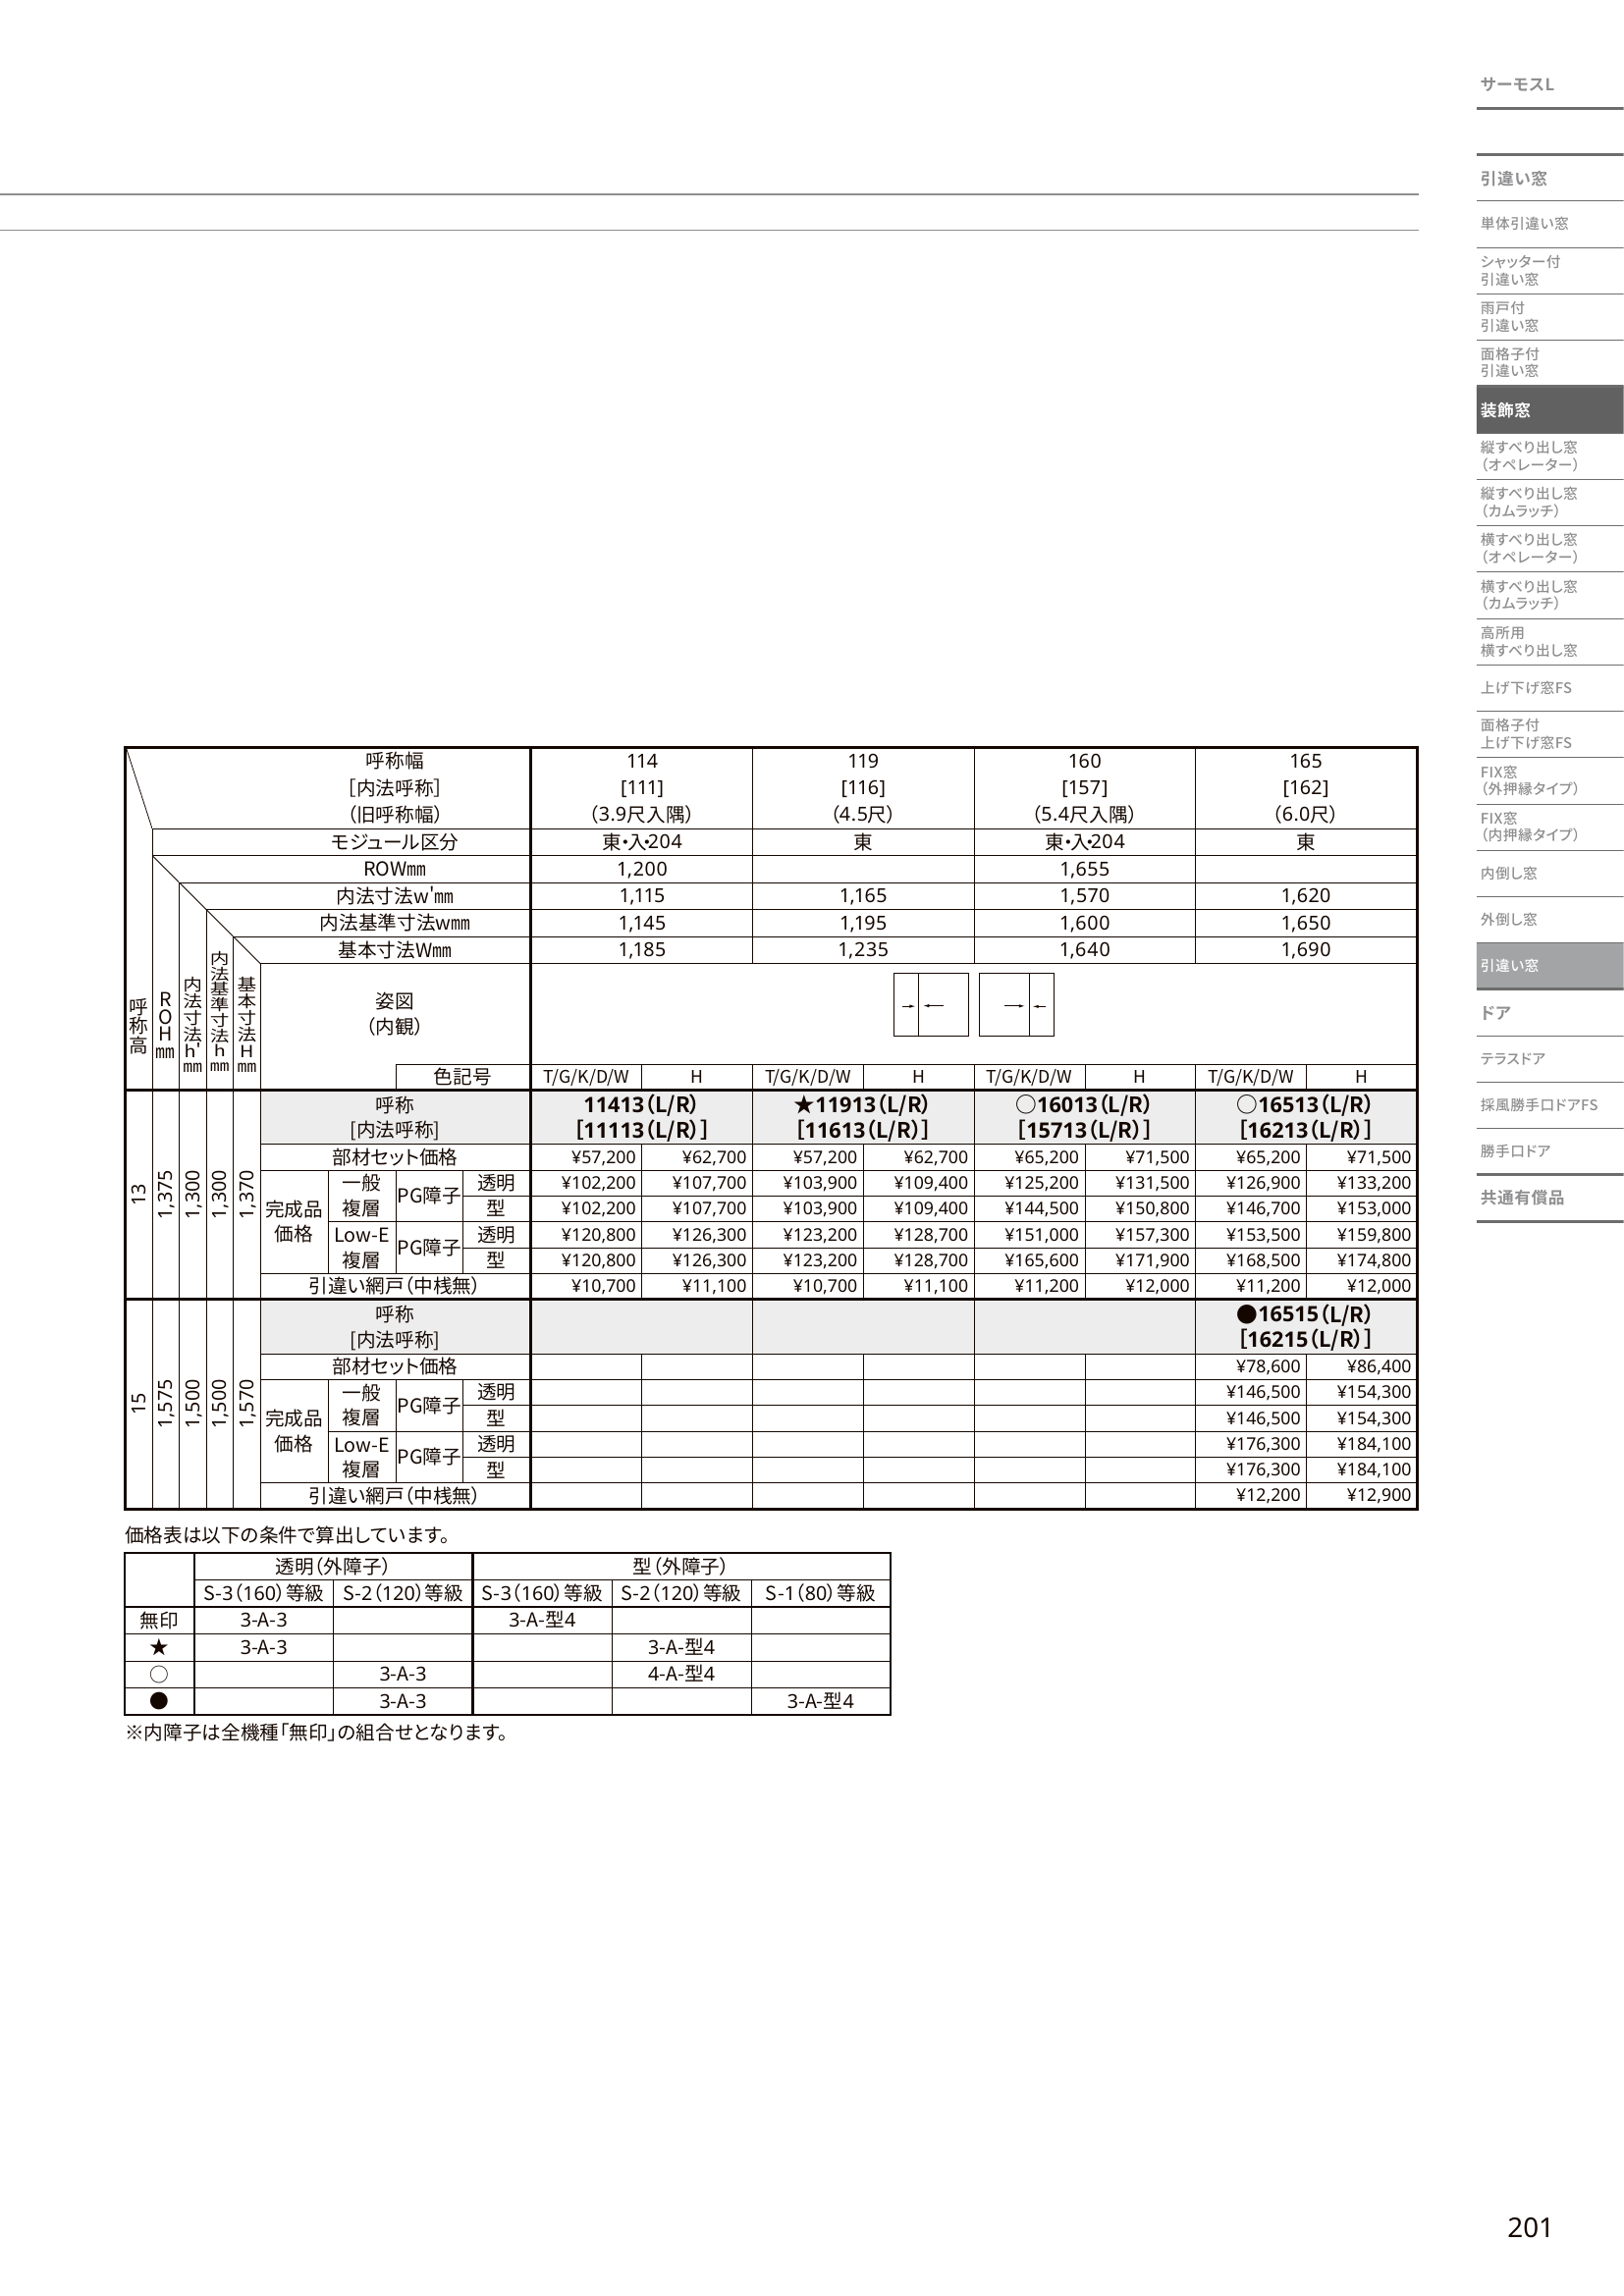 サーモスL
引違い窓
単体引違い窓
シャッター付
引違い窓
雨戸付
引違い窓
面格子付
引違い窓
装飾窓
縦すべり出し窓
（オペレーター）
縦すべり出し窓
（カムラッチ）
横すべり出し窓
（オペレーター）
横すべり出し窓
（カムラッチ）
高所用
横すべり出し窓
上げ下げ窓FS
面格子付
上げ下げ窓FS
FIX窓
（外押縁タイプ）
FIX窓
（内押縁タイプ）
内倒し窓
外倒し窓
引違い窓
ドア
テラスドア
採風勝手口ドアFS
勝手口ドア
共通有償品
呼称幅 114 119 160 165
［内法呼称］ [111] [116] [157] [162]
（旧呼称幅） （3.9尺入隅） （4.5尺） （5.4尺入隅） （6.0尺）
モジュール区分 東・入・204 東 東・入・204 東
ROW㎜ 1,200 1,655
内法寸法w'㎜ 1,115 1,165 1,570 1,620
内法基準寸法w㎜ 1,145 1,195 1,600 1,650
基本寸法W㎜ 1,185 1,235 1,640 1,690
呼称高 ROH㎜ 内法寸法h'㎜ 内法基準寸法h㎜ 基本寸法H㎜
姿図
（内観）
色記号 T/G/K/D/W H T/G/K/D/W H T/G/K/D/W H T/G/K/D/W H
13 1,375 1,300 1,300 1,370
呼称 11413（L/R） ★11913（L/R） ○16013（L/R） ○16513（L/R）
[内法呼称] ［11113（L/R）］ ［11613（L/R）］ ［15713（L/R）］ ［16213（L/R）］
部材セット価格 ¥57,200 ¥62,700 ¥57,200 ¥62,700 ¥65,200 ¥71,500 ¥65,200 ¥71,500
完成品価格 一般複層 PG障子 透明 ¥102,200 ¥107,700 ¥103,900 ¥109,400 ¥125,200 ¥131,500 ¥126,900 ¥133,200
型 ¥102,200 ¥107,700 ¥103,900 ¥109,400 ¥144,500 ¥150,800 ¥146,700 ¥153,000
Low-E複層 PG障子 透明 ¥120,800 ¥126,300 ¥123,200 ¥128,700 ¥151,000 ¥157,300 ¥153,500 ¥159,800
型 ¥120,800 ¥126,300 ¥123,200 ¥128,700 ¥165,600 ¥171,900 ¥168,500 ¥174,800
引違い網戸（中桟無） ¥10,700 ¥11,100 ¥10,700 ¥11,100 ¥11,200 ¥12,000 ¥11,200 ¥12,000
15 1,575 1,500 1,500 1,570
呼称 ●16515（L/R）
[内法呼称] ［16215（L/R）］
部材セット価格 ¥78,600 ¥86,400
完成品価格 一般複層 PG障子 透明 ¥146,500 ¥154,300
型 ¥146,500 ¥154,300
Low-E複層 PG障子 透明 ¥176,300 ¥184,100
型 ¥176,300 ¥184,100
引違い網戸（中桟無） ¥12,200 ¥12,900
価格表は以下の条件で算出しています。
透明（外障子） 型（外障子）
S-3（160）等級 S-2（120）等級 S-3（160）等級 S-2（120）等級 S-1（80）等級
無印 3-A-3 3-A-型4
★ 3-A-3 3-A-型4
○ 3-A-3 4-A-型4
● 3-A-3 3-A-型4
※内障子は全機種「無印」の組合せとなります。
201